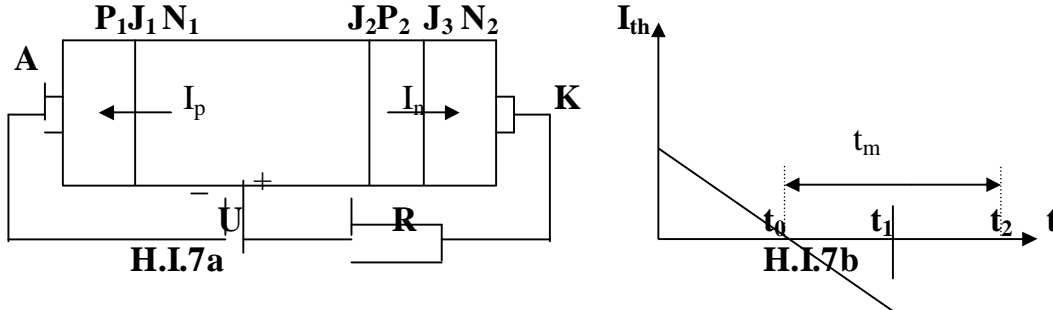 P₁J₁ N₁ J₂P₂ J₃ N₂
A
Iₚ Iₙ K
− +
U R
H.I.7a
Iₜₕ
tₘ
t₀ t₁ t₂ t
H.I.7b